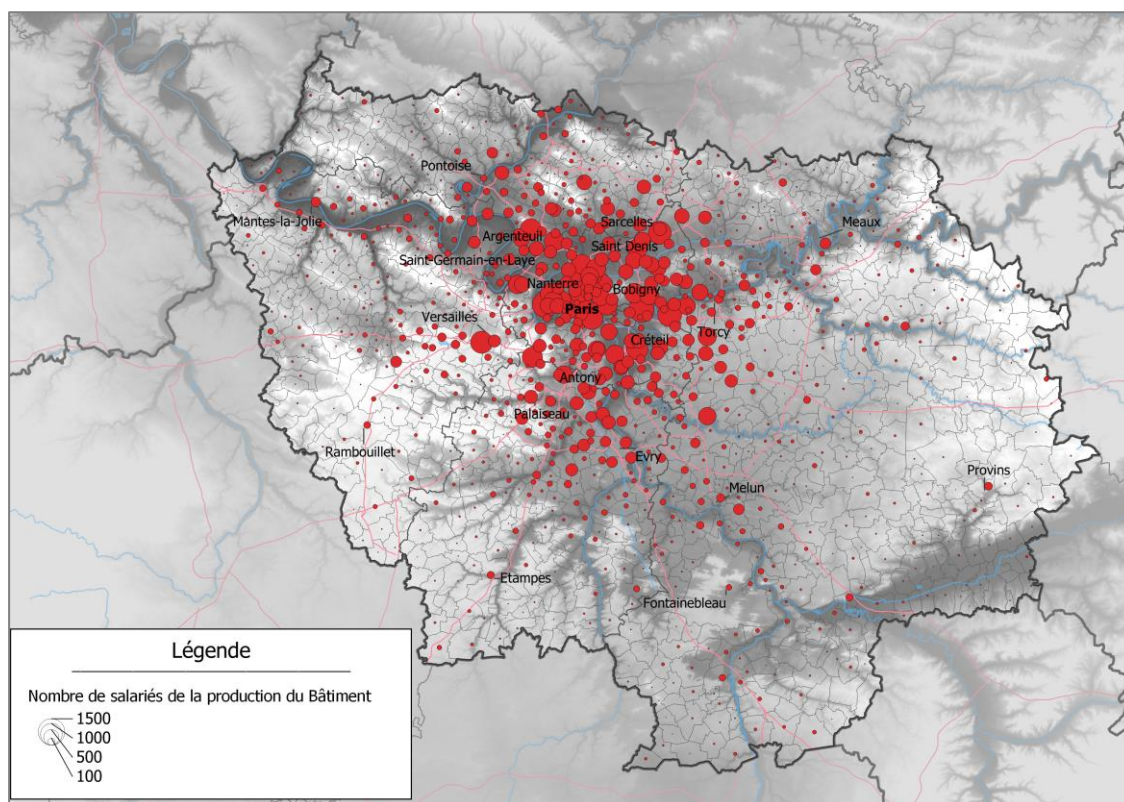 Pontoise
Mantes-la-Jolie
Sarcelles
Meaux
Argenteuil
Saint Denis
Saint-Germain-en-Laye
Nanterre
Bobigny
Paris
Versailles
Torcy
Créteil
Antony
Palaiseau
Rambouillet
Evry
Melun
Provins
Etampes
Fontainebleau
Légende
Nombre de salariés de la production du Bâtiment
1500
1000
500
100